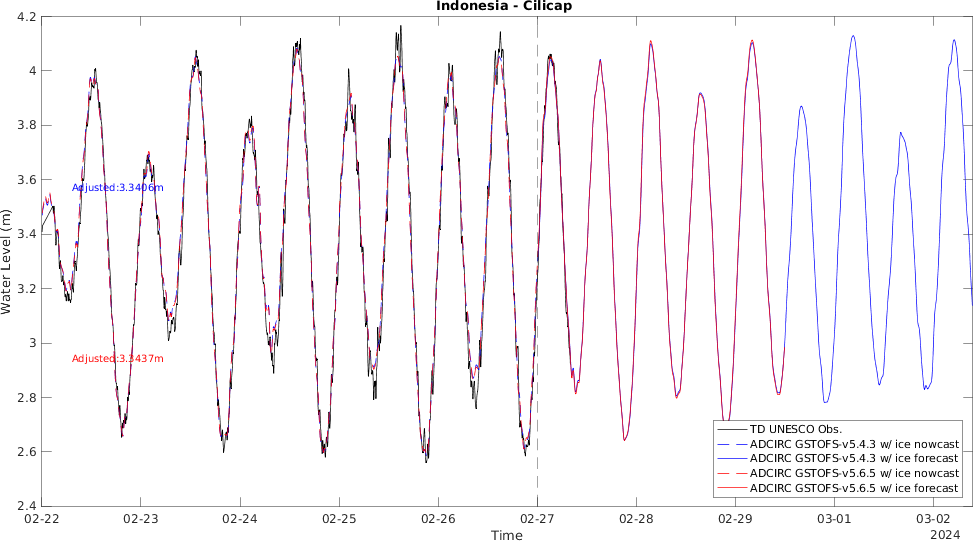 Indonesia - Cilicap
4.2
4
3.8
3.6
3.4
3.2
3
2.8
2.6
2.4
Water Level (m)
Adjusted:3.3406m
Adjusted:3.3437m
TD UNESCO Obs.
ADCIRC GSTOFS-v5.4.3 w/ ice nowcast
ADCIRC GSTOFS-v5.4.3 w/ ice forecast
ADCIRC GSTOFS-v5.6.5 w/ ice nowcast
ADCIRC GSTOFS-v5.6.5 w/ ice forecast
02-22 02-23 02-24 02-25 02-26 02-27 02-28 02-29 03-01 03-02
Time
2024